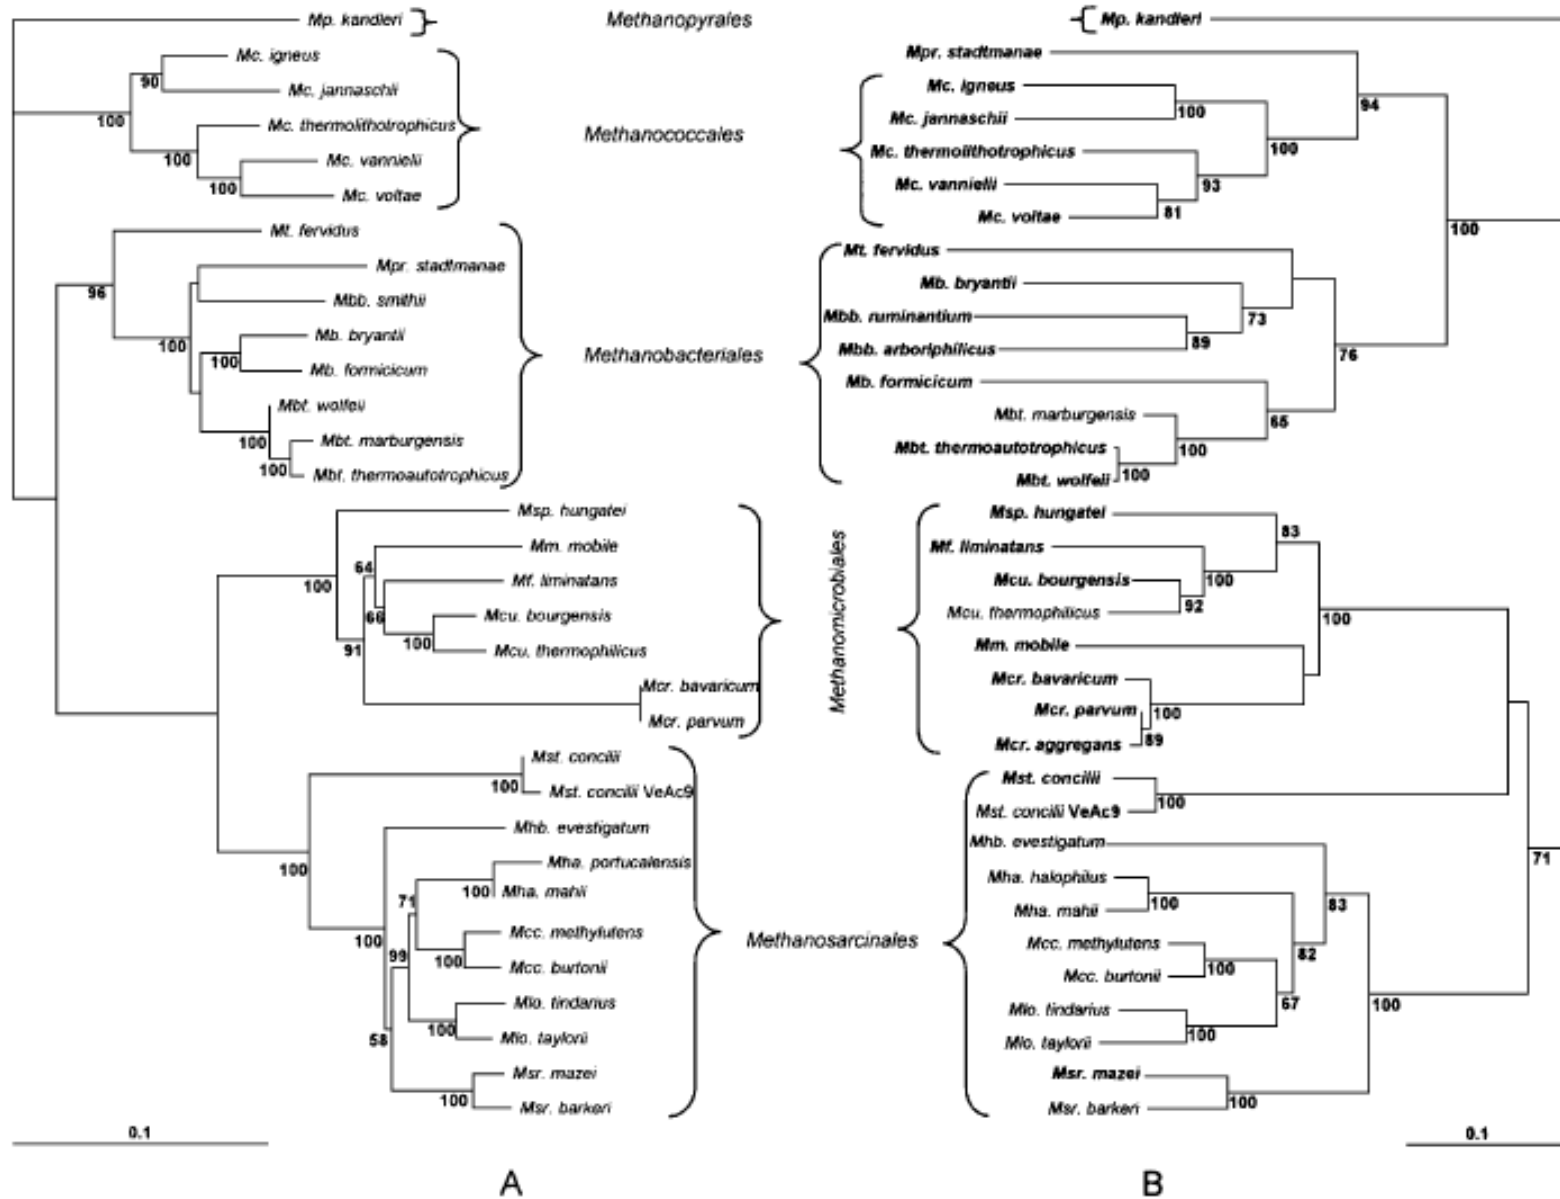 Mp. kandleri
Mc. igneus
90
Mc. jannaschii
100
Mc. thermolithotrophicus
100
Mc. vannielii
100
Mc. voltae
Mt. fervidus
Mpr. stadtmanae
96
Mbb. smithii
Mb. bryantii
100
100
Mb. formicicum
Mbt. wolfeii
Mbt. marburgensis
100
100
Mbt. thermoautotrophicus
Msp. hungatei
Mm. mobile
64
100
Mf. liminatans
Mcu. bourgensis
66
100
91
Mcu. thermophilicus
Mcr. bavaricum
Mcr. parvum
Mst. concilii
100
Mst. concilii VeAc9
Mhb. evestigatum
Mha. portucalensis
100
100
Mha. mahii
71
Mcc. methylutens
100
99
100
Mcc. burtonii
Mlo. tindarius
100
58
Mlo. taylorii
Msr. mazei
100
Msr. barkeri
0.1
A
Methanopyrales
Methanococcales
Methanobacteriales
Methanomicrobiales
Methanosarcinales
Mp. kandleri
Mpr. stadtmanae
Mc. igneus
94
100
Mc. jannaschii
100
Mc. thermolithotrophicus
Mc. vannielii
93
81
Mc. voltae
100
Mt. fervidus
Mb. bryantii
Mbb. ruminantium
73
89
Mbb. arboriphilicus
76
Mb. formicicum
Mbt. marburgensis
65
Mbt. thermoautotrophicus
100
100
Mbt. wolfeii
Msp. hungatei
83
Mf. liminatans
Mcu. bourgensis
100
92
Mcu. thermophilicus
100
Mm. mobile
Mcr. bavaricum
Mcr. parvum
100
89
Mcr. aggregans
Mst. concilii
100
Mst. concilii VeAc9
Mhb. evestigatum
71
Mha. halophilus
100
83
Mha. mahii
Mcc. methylutens
82
100
Mcc. burtonii
67
100
Mlo. tindarius
100
Mlo. taylorii
Msr. mazei
100
Msr. barkeri
0.1
B